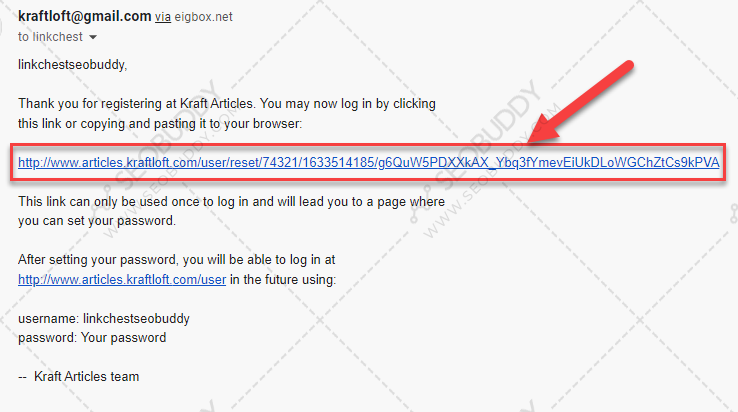 kraftloft@gmail.com via eigbox.net
to linkchest
linkchestseobuddy,
Thank you for registering at Kraft Articles. You may now log in by clicking
this link or copying and pasting it to your browser:
http://www.articles.kraftloft.com/user/reset/74321/1633514185/g6QuW5PDXXkAX_Ybq3fYmevEiUkDLoWGChZtCs9kPVA
This link can only be used once to log in and will lead you to a page where
you can set your password.
After setting your password, you will be able to log in at
http://www.articles.kraftloft.com/user in the future using:
username: linkchestseobuddy
password: Your password
-- Kraft Articles team
SEOBUDDY
WWW.SEOBUDDY